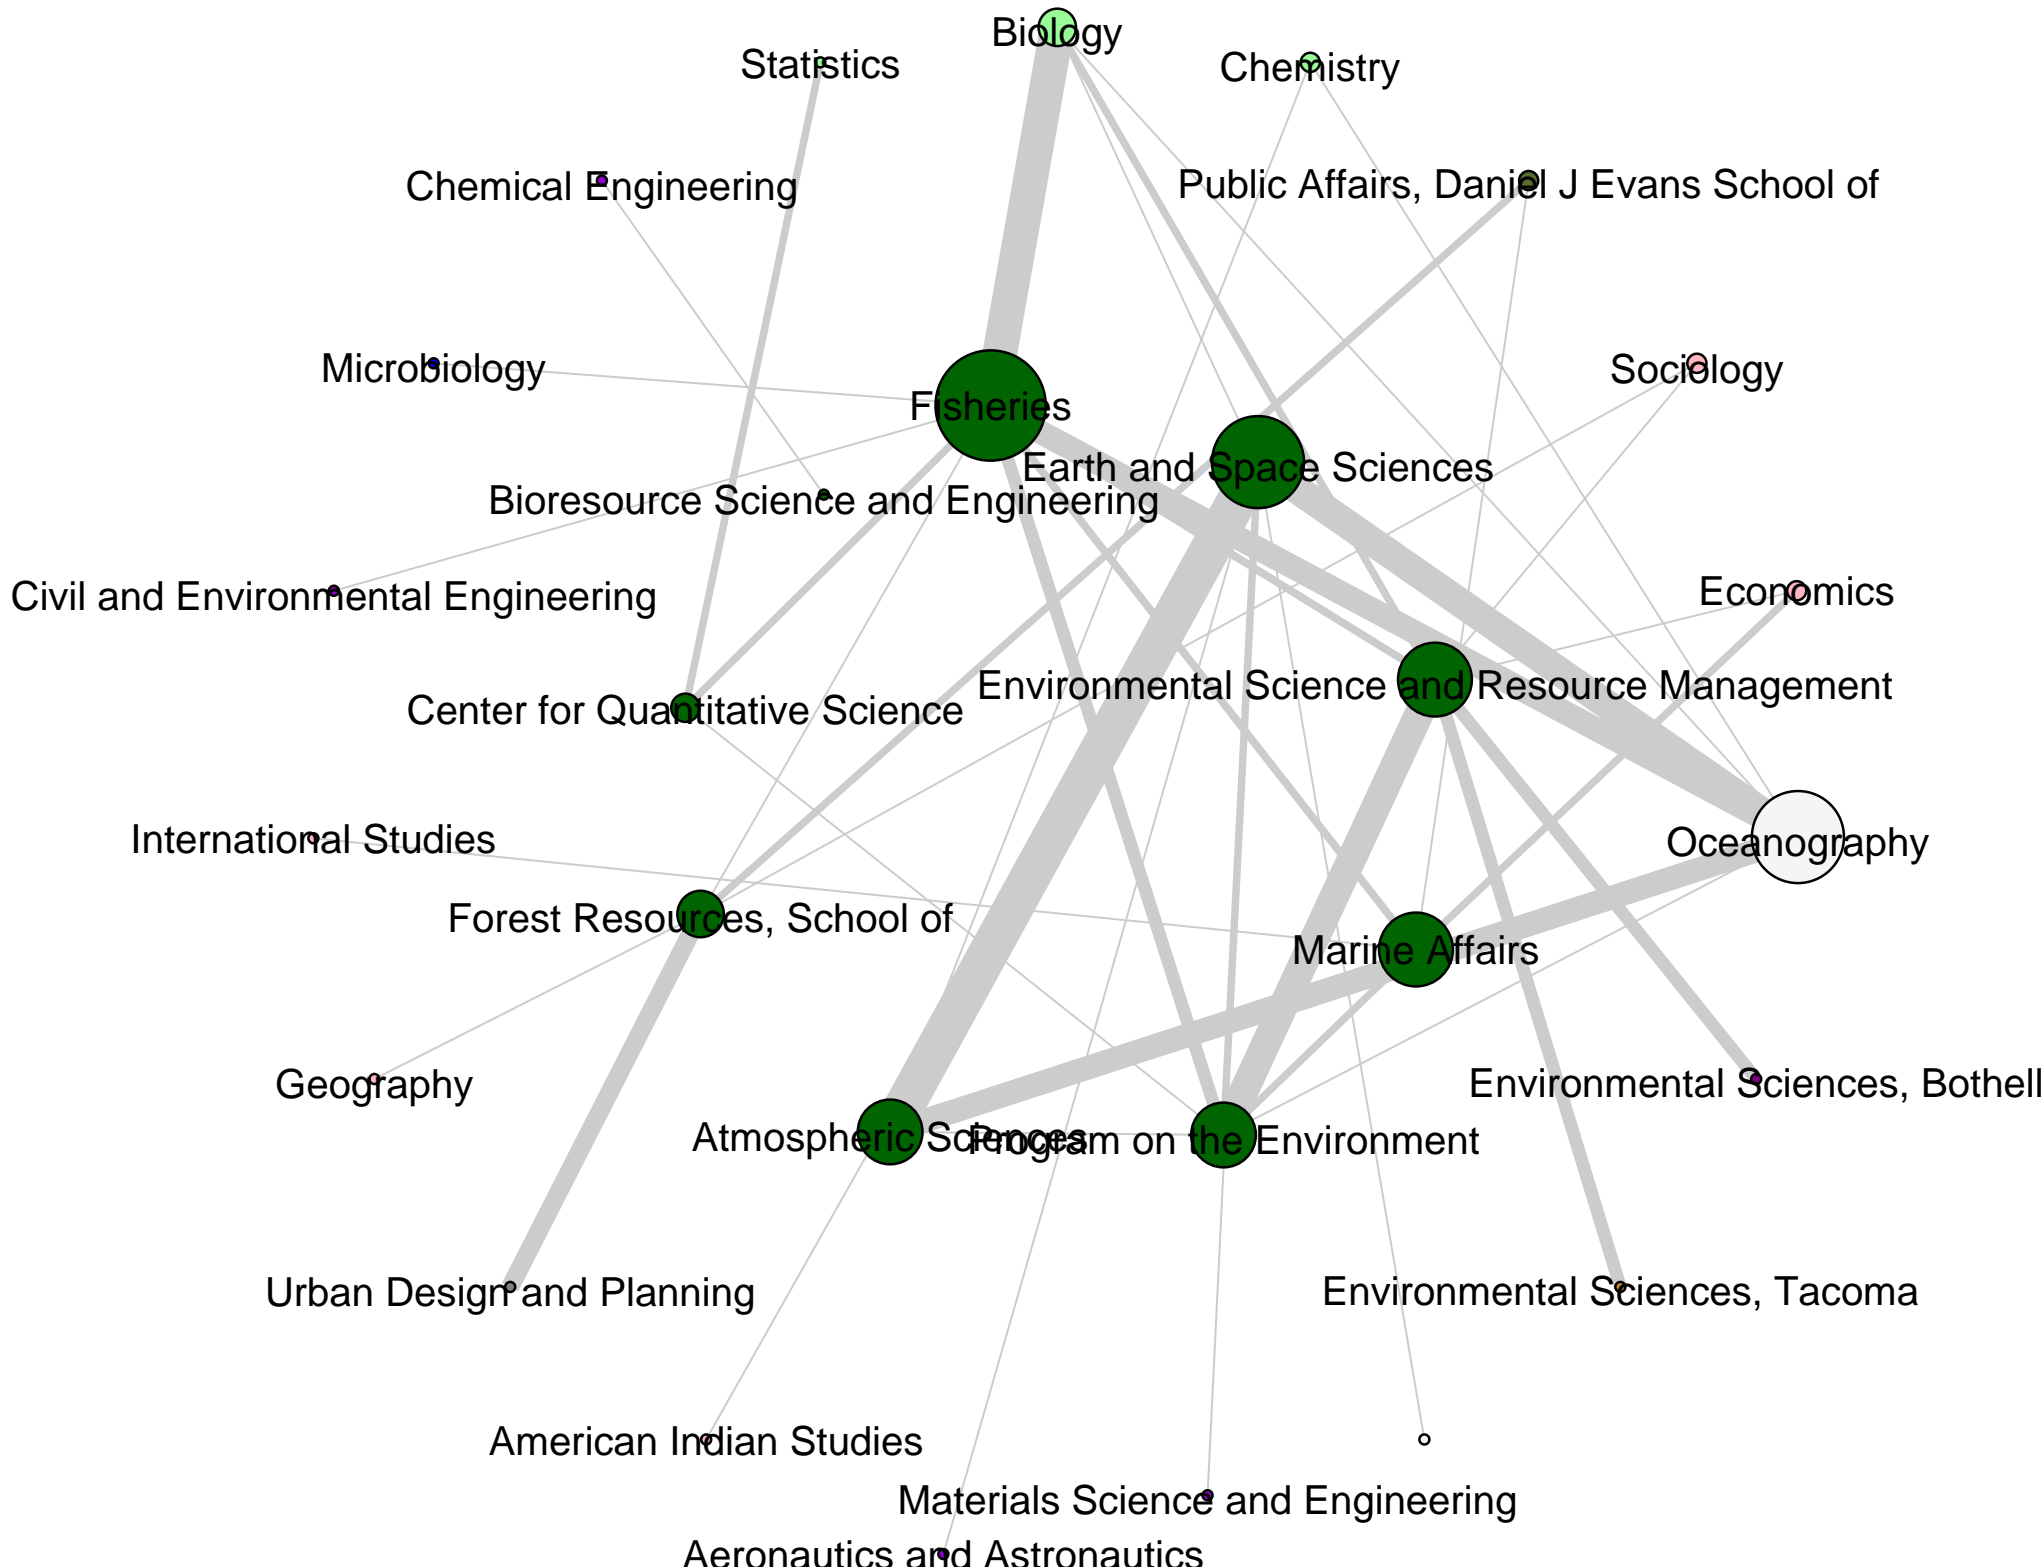 Biology
Statistics
Chemistry
Chemical Engineering
Public Affairs, Daniel J Evans School of
Microbiology
Sociology
Fisheries
Earth and Space Sciences
Bioresource Science and Engineering
Civil and Environmental Engineering
Economics
Environmental Science and Resource Management
Center for Quantitative Science
International Studies
Oceanography
Forest Resources, School of
Marine Affairs
Geography
Environmental Sciences, Bothell
Atmospheric Sciences
Program on the Environment
Urban Design and Planning
Environmental Sciences, Tacoma
American Indian Studies
Materials Science and Engineering
Aeronautics and Astronautics